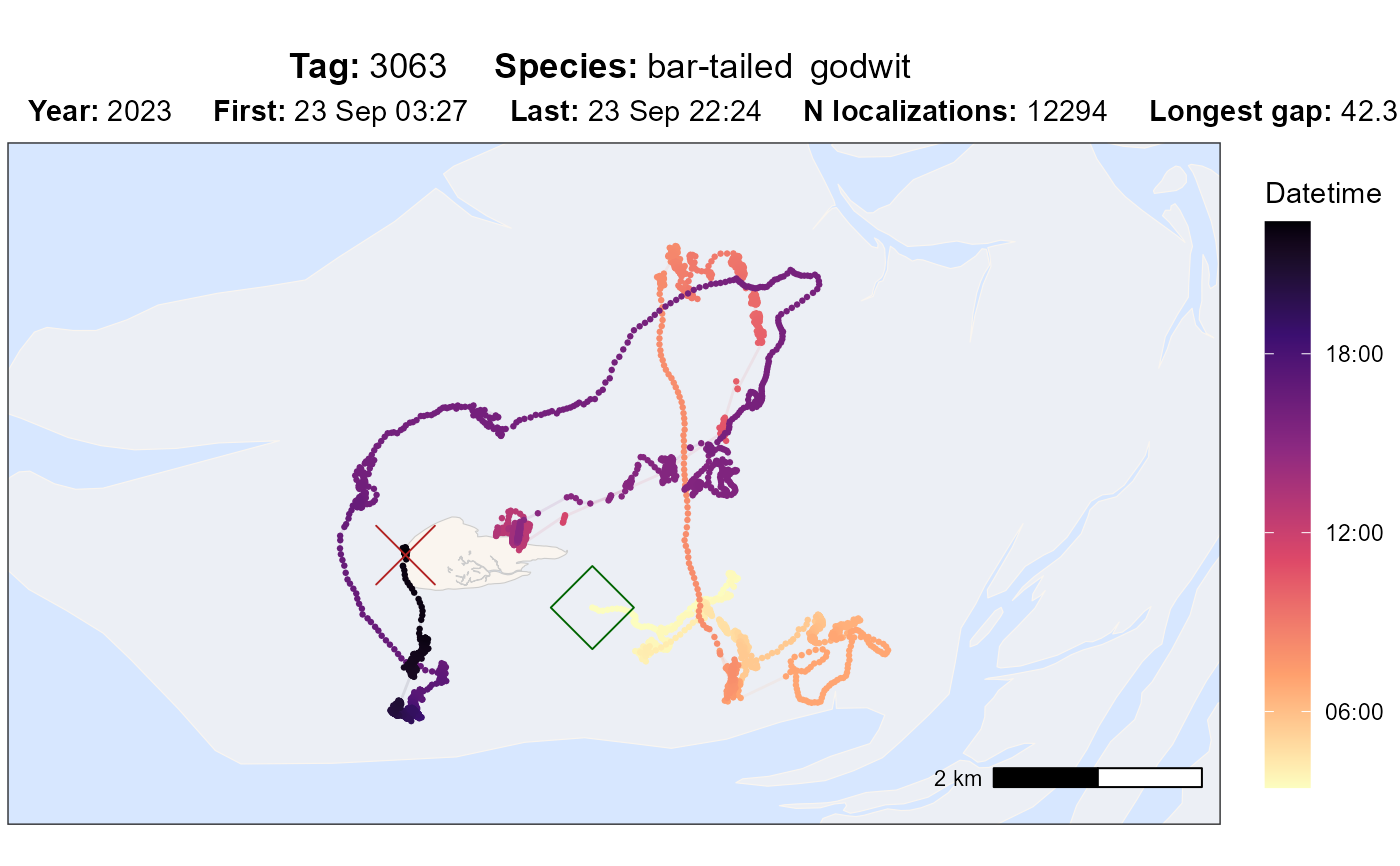 Tag: 3063 Species: bar-tailed godwit
Year: 2023 First: 23 Sep 03:27 Last: 23 Sep 22:24 N localizations: 12294 Longest gap: 42.3
Datetime
18:00
12:00
06:00
2 km